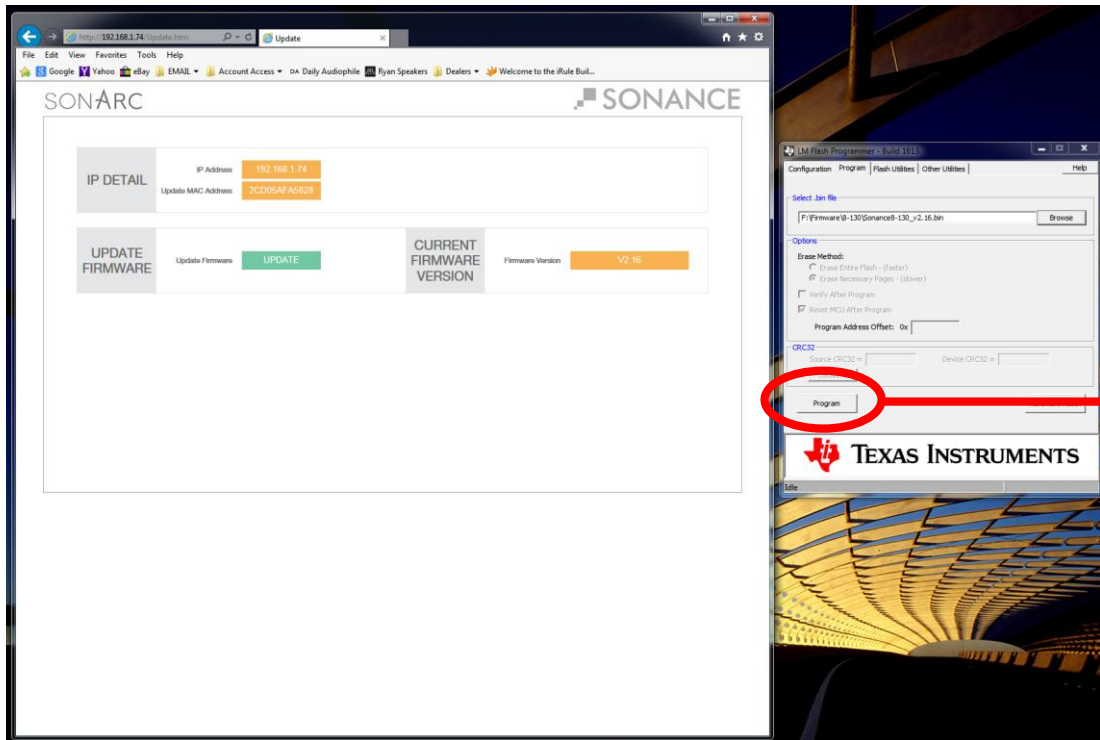 http://192.168.1.74/Update.htm
Update
File Edit View Favorites Tools Help
Google Yahoo eBay EMAIL Account Access DA Daily Audiophile Ryan Speakers Dealers Welcome to the iRule Buil...
SONARC
SONANCE
IP DETAIL
IP Address 192.168.1.74
Update MAC Address 2CD05AFA5828
UPDATE FIRMWARE
Update Firmware UPDATE
CURRENT FIRMWARE VERSION
Firmware Version V2.16
LM Flash Programmer - Build 1613
Configuration Program Flash Utilities Other Utilities Help
Select .bin file
F:\Firmware\8-130\Sonance8-130_v2.16.bin Browse
Options
Erase Method:
Erase Entire Flash - (faster)
Erase Necessary Pages - (slower)
Verify After Program
Reset MCU After Program
Program Address Offset: 0x
CRC32
Source CRC32 = Device CRC32 =
Program
TEXAS INSTRUMENTS
Idle